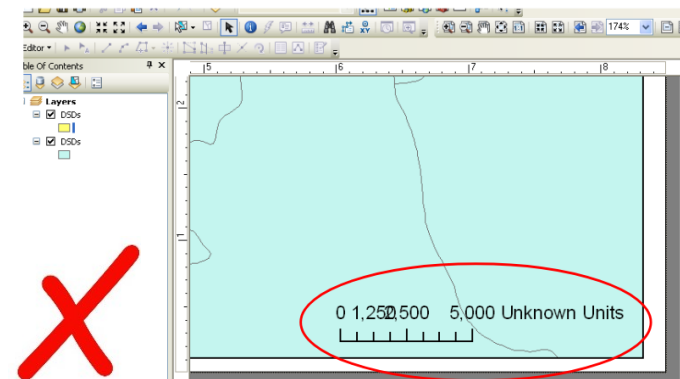 174%
Editor
ble Of Contents
Layers
DSDs
DSDs
5 6 7 8
2
1
0 1,250 2,500 5,000 Unknown Units